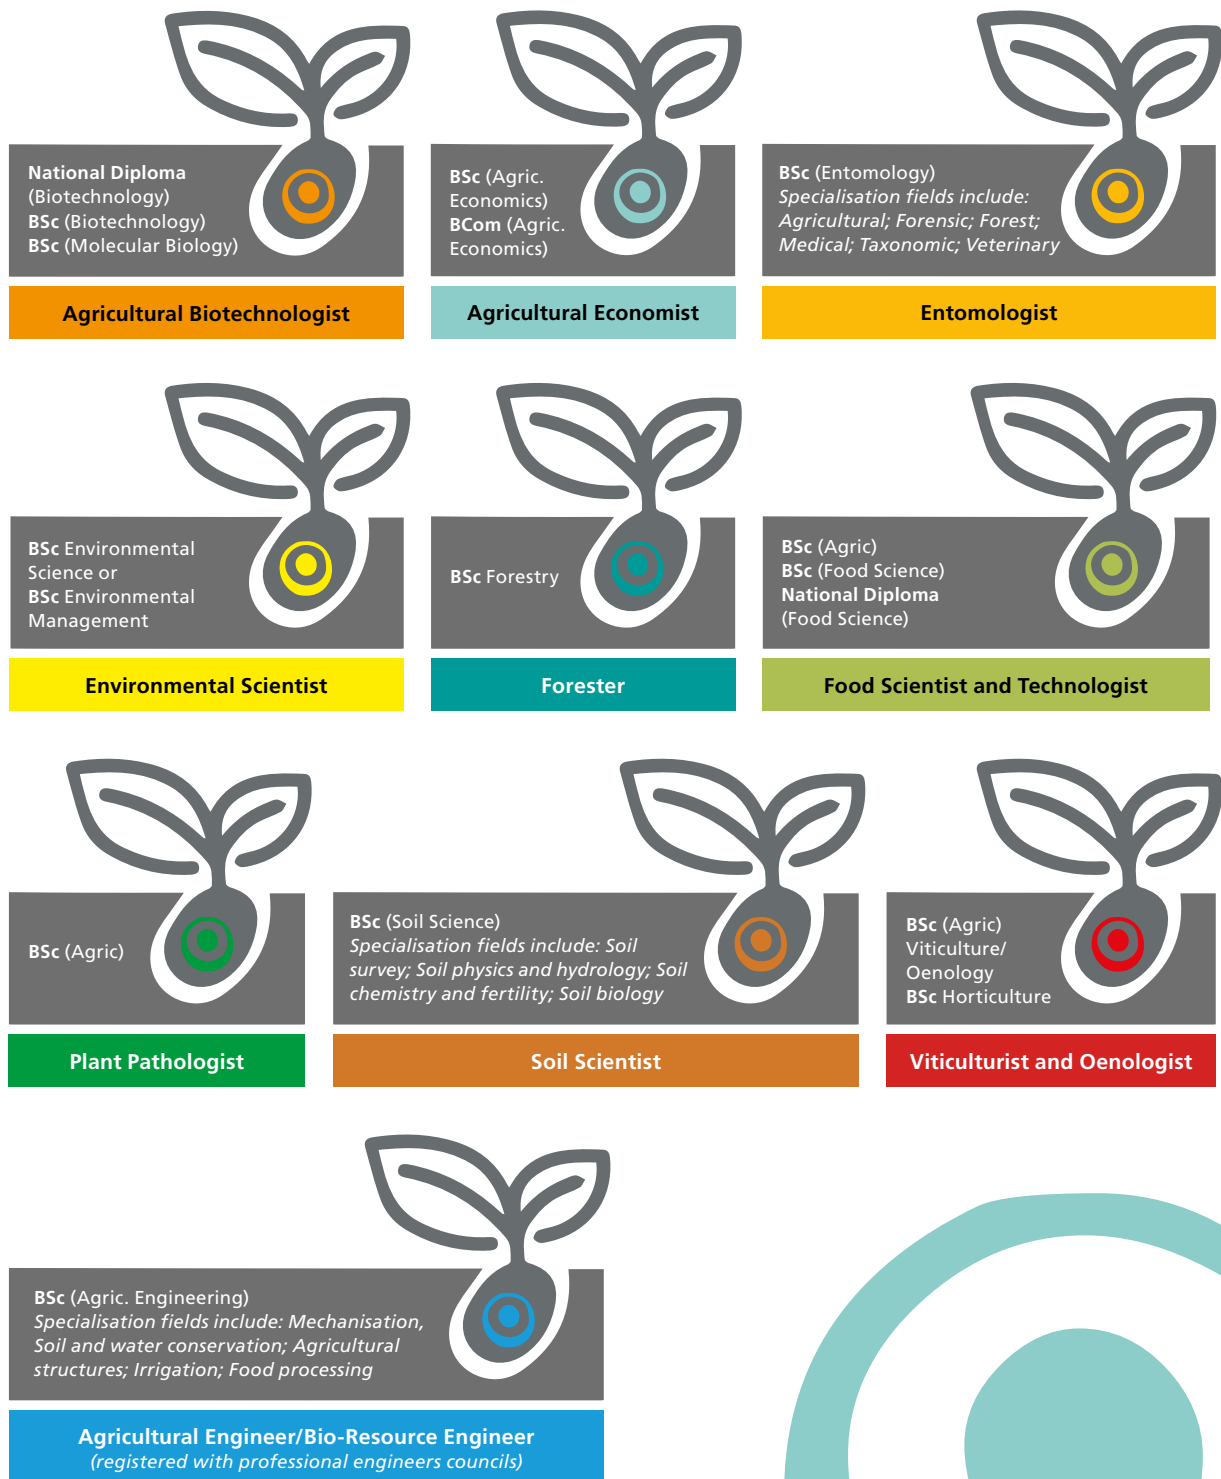 National Diploma
(Biotechnology)
BSc (Biotechnology)
BSc (Molecular Biology)
Agricultural Biotechnologist
BSc (Agric.
Economics)
BCom (Agric.
Economics)
Agricultural Economist
BSc (Entomology)
Specialisation fields include:
Agricultural; Forensic; Forest;
Medical; Taxonomic; Veterinary
Entomologist
BSc Environmental
Science or
BSc Environmental
Management
Environmental Scientist
BSc Forestry
Forester
BSc (Agric)
BSc (Food Science)
National Diploma
(Food Science)
Food Scientist and Technologist
BSc (Agric)
Plant Pathologist
BSc (Soil Science)
Specialisation fields include: Soil
survey; Soil physics and hydrology; Soil
chemistry and fertility; Soil biology
Soil Scientist
BSc (Agric)
Viticulture/
Oenology
BSc Horticulture
Viticulturist and Oenologist
BSc (Agric. Engineering)
Specialisation fields include: Mechanisation,
Soil and water conservation; Agricultural
structures; Irrigation; Food processing
Agricultural Engineer/Bio-Resource Engineer
(registered with professional engineers councils)